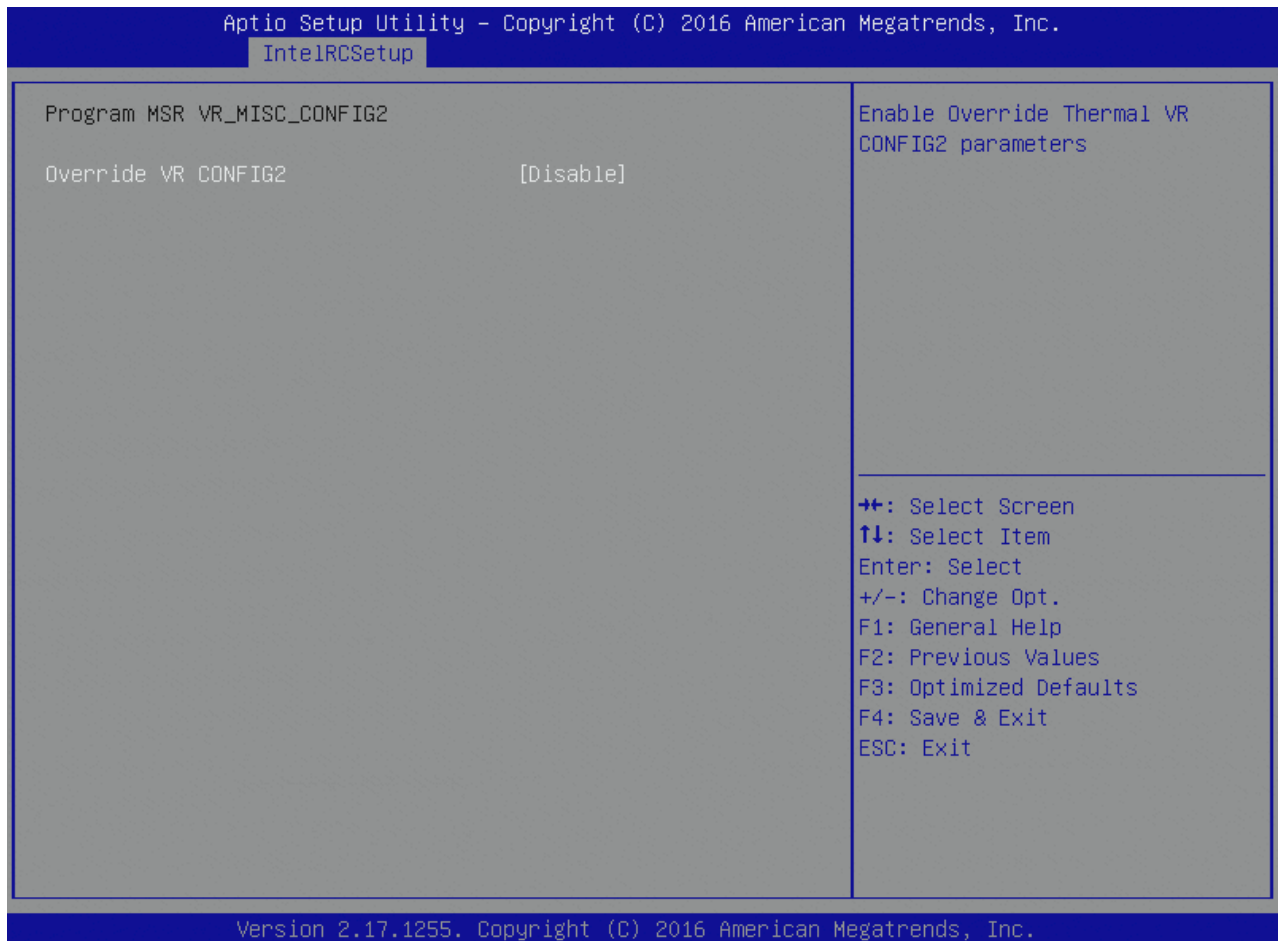 Aptio Setup Utility – Copyright (C) 2016 American Megatrends, Inc.
IntelRCSetup
Program MSR VR_MISC_CONFIG2
Override VR CONFIG2 [Disable]
Enable Override Thermal VR
CONFIG2 parameters
→←: Select Screen
↑↓: Select Item
Enter: Select
+/-: Change Opt.
F1: General Help
F2: Previous Values
F3: Optimized Defaults
F4: Save & Exit
ESC: Exit
Version 2.17.1255. Copyright (C) 2016 American Megatrends, Inc.